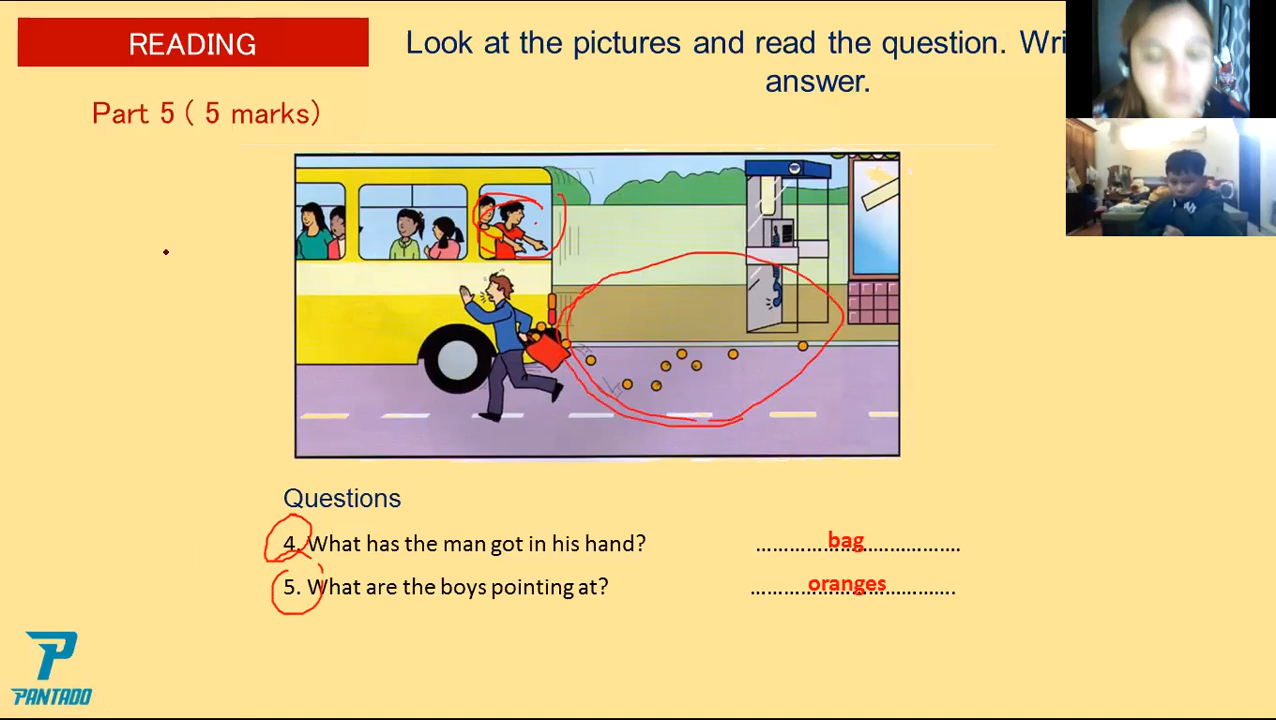 READING
Look at the pictures and read the question. Wri
answer.
Part 5 ( 5 marks)
Questions
4. What has the man got in his hand? ....................................
bag
5. What are the boys pointing at? ....................................
oranges
PANTADO